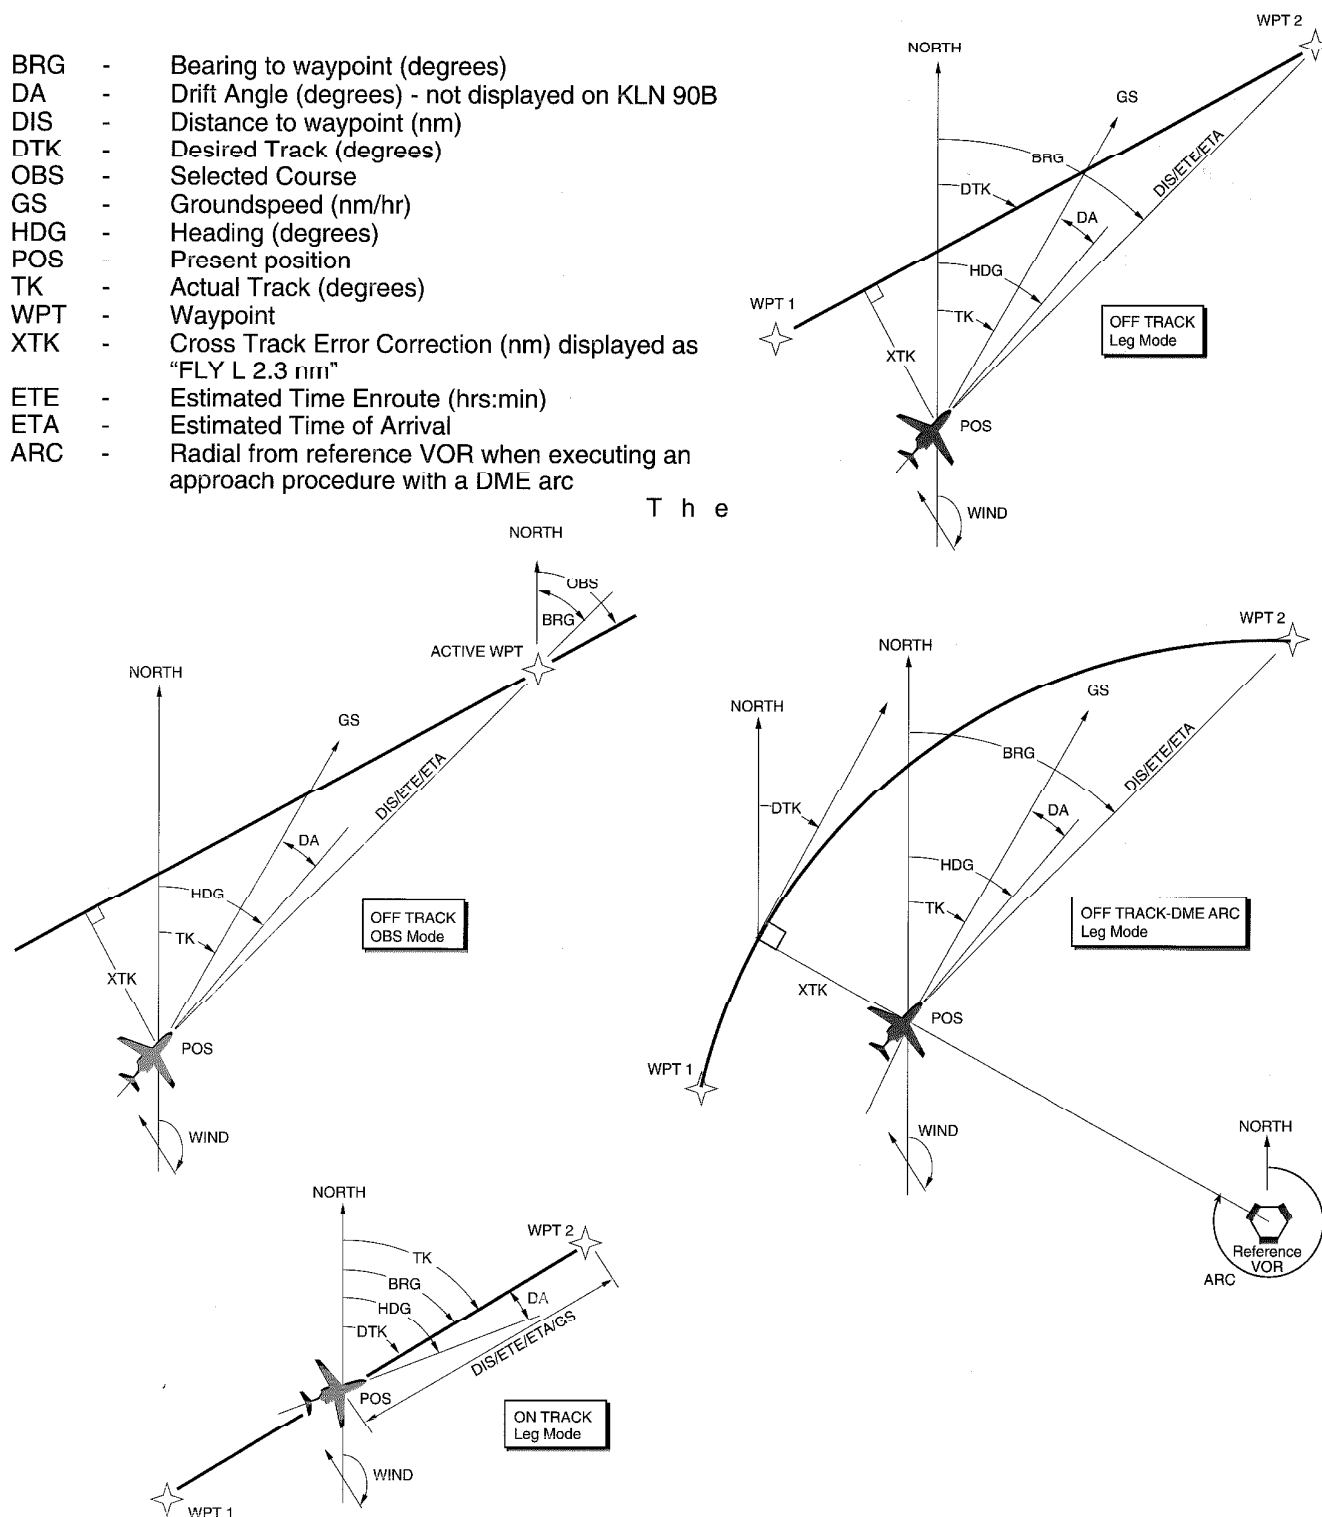 BRG - Bearing to waypoint (degrees)
DA - Drift Angle (degrees) - not displayed on KLN 90B
DIS - Distance to waypoint (nm)
DTK - Desired Track (degrees)
OBS - Selected Course
GS - Groundspeed (nm/hr)
HDG - Heading (degrees)
POS - Present position
TK - Actual Track (degrees)
WPT - Waypoint
XTK - Cross Track Error Correction (nm) displayed as
"FLY L 2.3 nm"
ETE - Estimated Time Enroute (hrs:min)
ETA - Estimated Time of Arrival
ARC - Radial from reference VOR when executing an
approach procedure with a DME arc
T h e
WPT 2
NORTH
GS
BRG
DIS/ETE/ETA
DTK
DA
HDG
WPT 1
TK
OFF TRACK
Leg Mode
XTK
POS
WIND
NORTH
OBS
BRG
ACTIVE WPT
NORTH
GS
DIS/ETE/ETA
DA
HDG
OFF TRACK
OBS Mode
TK
XTK
POS
WIND
WPT 2
NORTH
GS
NORTH
BRG
DIS/ETE/ETA
DTK
DA
HDG
TK
OFF TRACK-DME ARC
Leg Mode
XTK
POS
WPT 1
WIND
NORTH
Reference
VOR
ARC
NORTH
WPT 2
TK
BRG
HDG
DA
DTK
DIS/ETE/ETA/GS
POS
ON TRACK
Leg Mode
WIND
WPT 1